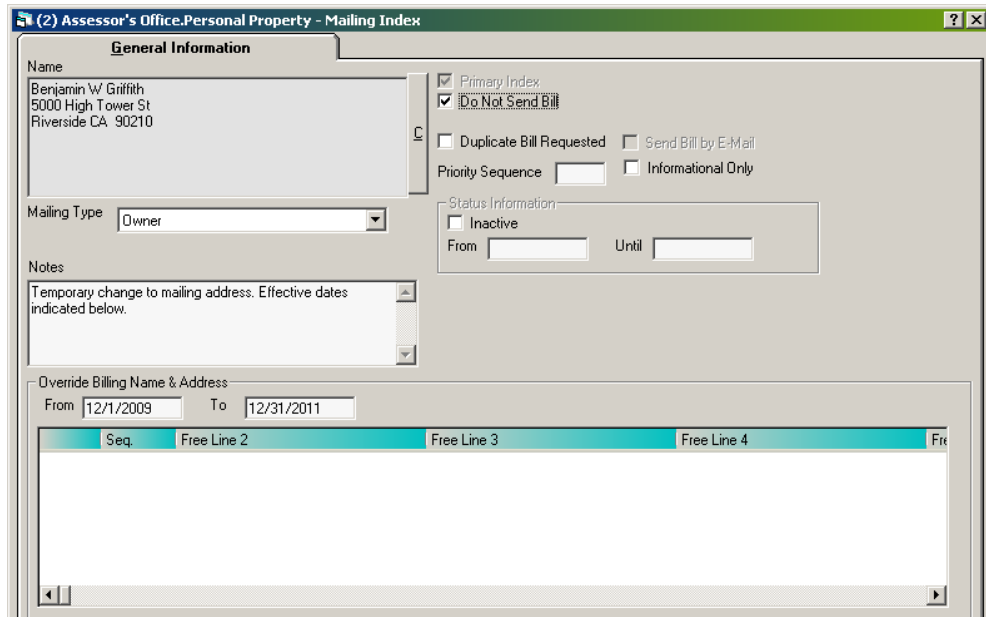 (2) Assessor's Office.Personal Property - Mailing Index
General Information
Name
Benjamin W Griffith
5000 High Tower St
Riverside CA  90210
C
Primary Index
Do Not Send Bill
Duplicate Bill Requested
Send Bill by E-Mail
Priority Sequence
Informational Only
Mailing Type
Owner
Status Information
Inactive
From
Until
Notes
Temporary change to mailing address. Effective dates
indicated below.
Override Billing Name & Address
From 12/1/2009 To 12/31/2011
Seq. Free Line 2 Free Line 3 Free Line 4 Fre